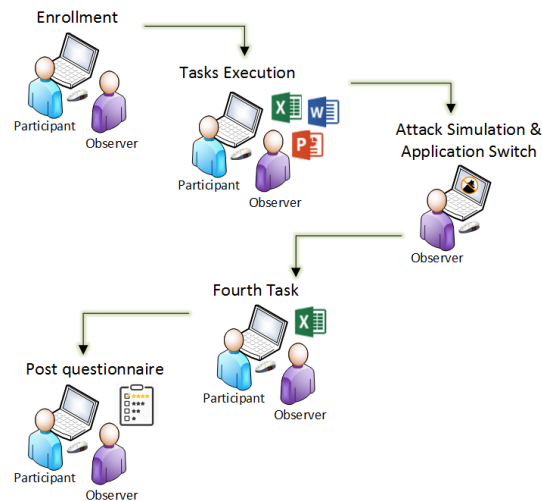 Enrollment
Participant
Observer
Tasks Execution
X
W
P
Participant
Observer
Attack Simulation &
Application Switch
Observer
Fourth Task
X
Participant
Observer
Post questionnaire
Participant
Observer